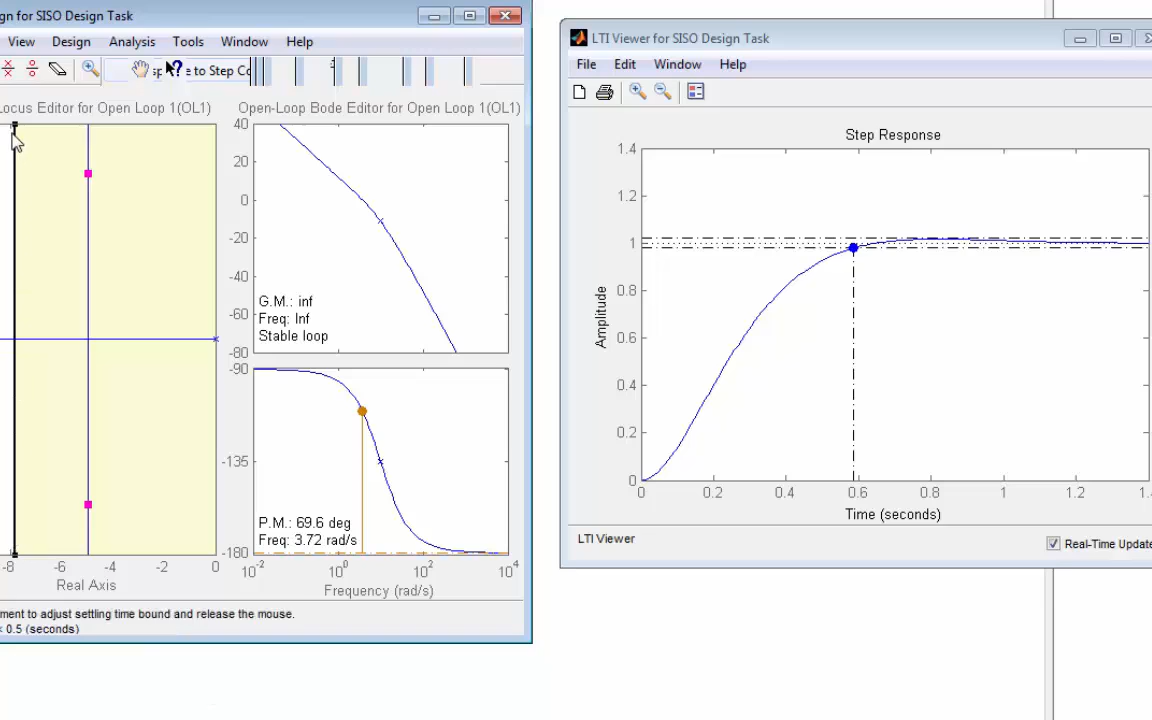 gn for SISO Design Task
View Design Analysis Tools Window Help
e to Step Co
Locus Editor for Open Loop 1(OL1)
-8 -6 -4 -2 0
Real Axis
Open-Loop Bode Editor for Open Loop 1(OL1)
40
20
0
-20
-40
-60
-80
G.M.: inf
Freq: Inf
Stable loop
-90
-135
-180
P.M.: 69.6 deg
Freq: 3.72 rad/s
10-2 100 102 104
Frequency (rad/s)
ment to adjust settling time bound and release the mouse.
< 0.5 (seconds)
LTI Viewer for SISO Design Task
File Edit Window Help
Step Response
1.4
1.2
1
0.8
0.6
0.4
0.2
0
Amplitude
0 0.2 0.4 0.6 0.8 1 1.2 1.4
Time (seconds)
LTI Viewer
Real-Time Update